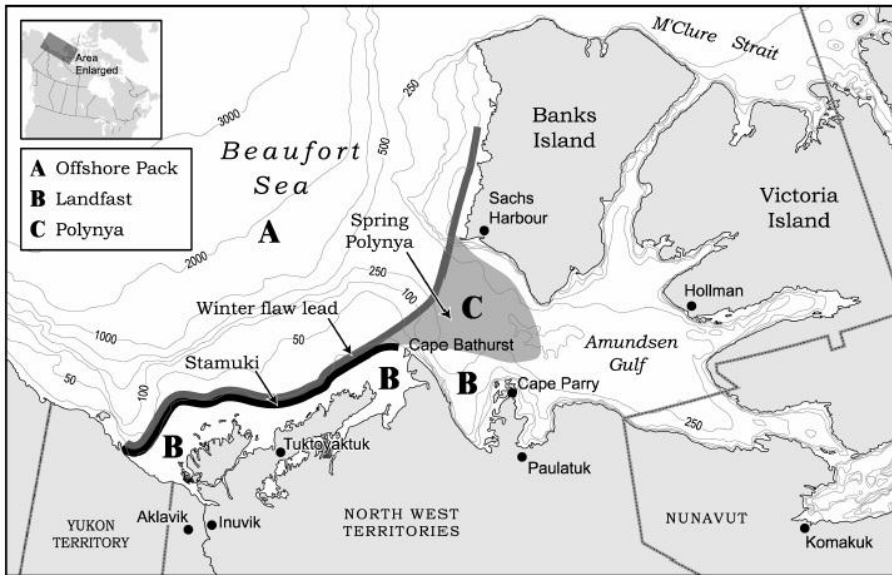 Area
Enlarged
A Offshore Pack
B Landfast
C Polynya
M'Clure Strait
Banks
Island
Victoria
Island
Beaufort
Sea
A
Sachs
Harbour
Spring
Polynya
C
Winter flaw lead
Stamuki
Hollman
Amundsen
Gulf
Cape Bathurst
B
B
Cape Parry
B
Tuktoyaktuk
Paulatuk
Aklavik
Inuvik
YUKON
TERRITORY
NORTH WEST
TERRITORIES
NUNAVUT
Komakuk
3000
2000
1000
500
250
250
100
50
50
100
250